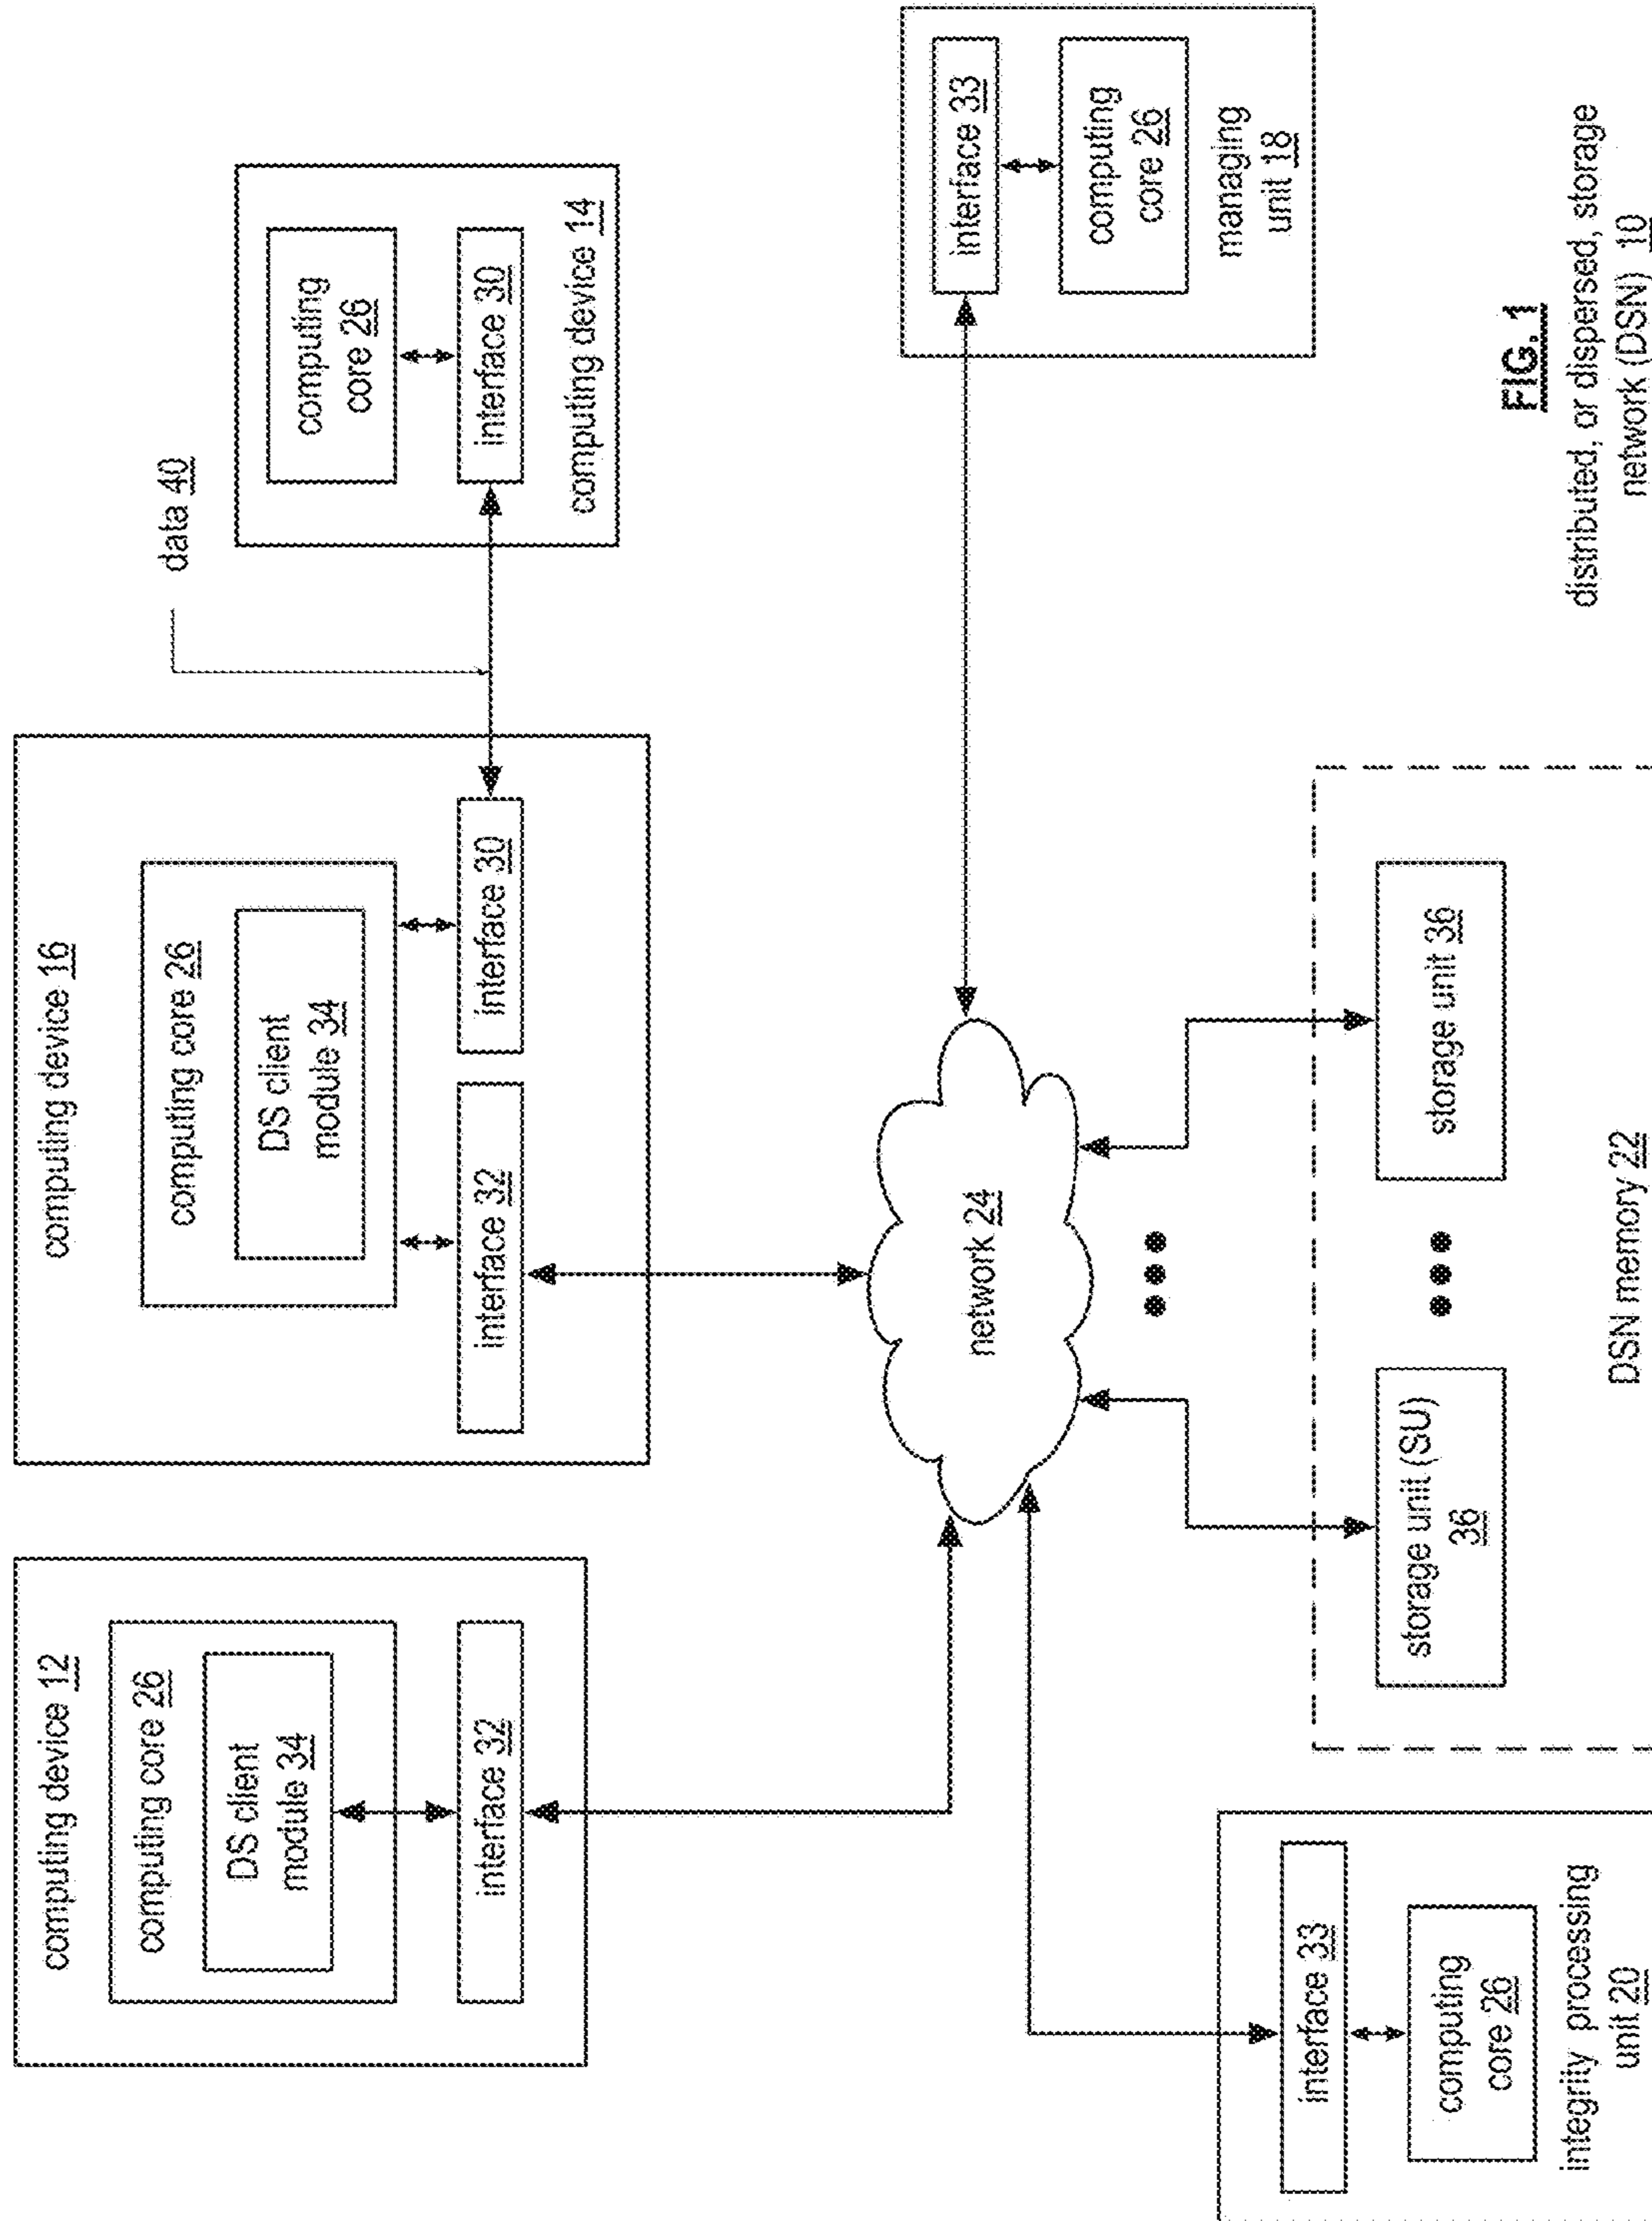 computing device 12
computing core 26
DS client
module 34
interface 32
computing device 16
computing core 26
DS client
module 34
interface 32
interface 30
data 40
computing
core 26
interface 30
computing device 14
network 24
interface 33
computing
core 26
managing
unit 18
interface 33
computing
core 26
integrity processing
unit 20
storage unit (SU)
36
storage unit 36
DSN memory 22
FIG. 1
distributed, or dispersed, storage
network (DSN) 10